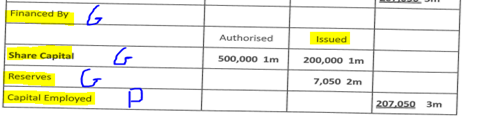 Financed By G
Authorised Issued
Share Capital G 500,000 1m 200,000 1m
Reserves G 7,050 2m
Capital Employed P 207,050 3m